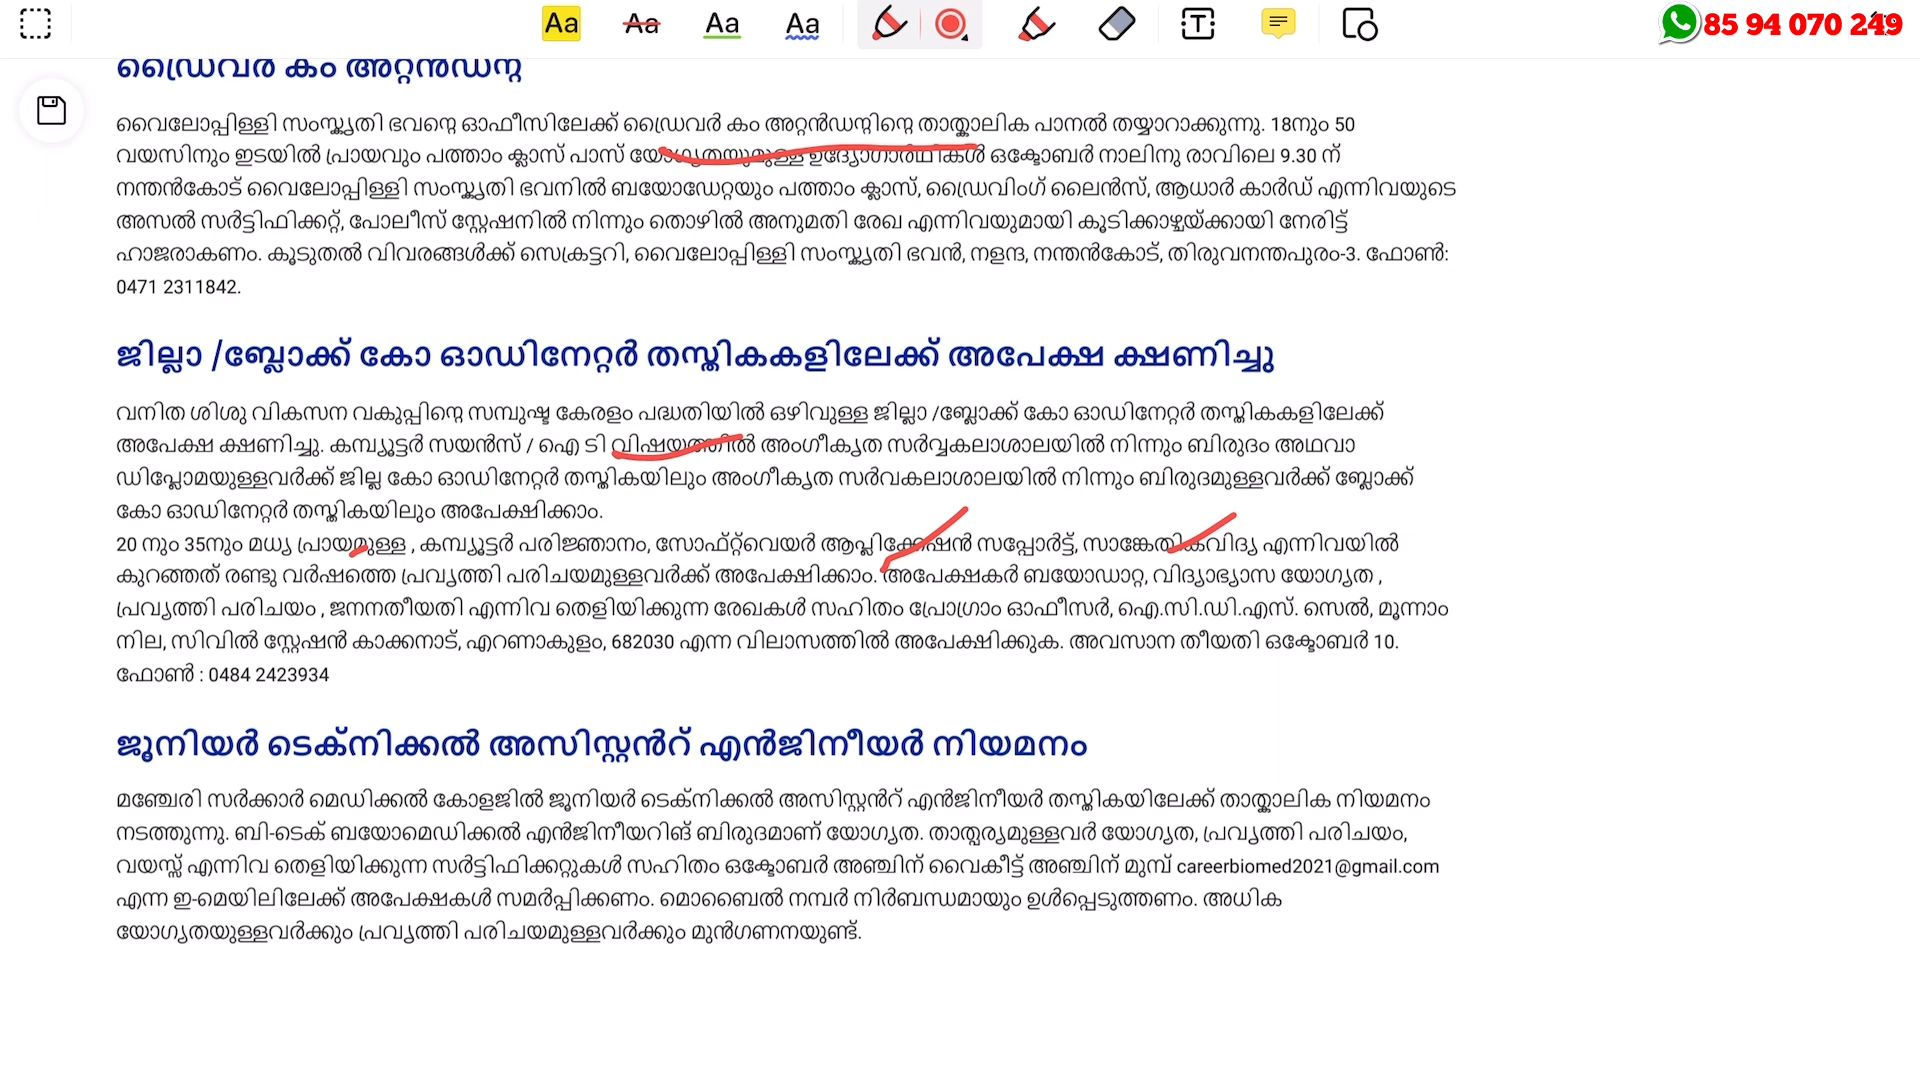 Aa Aa Aa Aa T
85 94 070 249
ഡ്രൈവർ കം അറ്റൻഡന്റ്
വൈലോപ്പിള്ളി സംസ്കൃതി ഭവന്റെ ഓഫീസിലേക്ക് ഡ്രൈവർ കം അറ്റൻഡന്റിന്റെ താത്കാലിക പാനൽ തയ്യാറാക്കുന്നു. 18നും 50
വയസിനും ഇടയിൽ പ്രായവും പത്താം ക്ലാസ് പാസ് യോഗ്യതയുമുള്ള ഉദ്യോഗാർഥികൾ ഒക്ടോബർ നാലിനു രാവിലെ 9.30 ന്
നന്തൻകോട് വൈലോപ്പിള്ളി സംസ്കൃതി ഭവനിൽ ബയോഡേറ്റയും പത്താം ക്ലാസ്, ഡ്രൈവിംഗ് ലൈൻസ്, ആധാർ കാർഡ് എന്നിവയുടെ
അസൽ സർട്ടിഫിക്കറ്റ്, പോലീസ് സ്റ്റേഷനിൽ നിന്നും തൊഴിൽ അനുമതി രേഖ എന്നിവയുമായി കൂടിക്കാഴ്ചയ്ക്കായി നേരിട്ട്
ഹാജരാകണം. കൂടുതൽ വിവരങ്ങൾക്ക് സെക്രട്ടറി, വൈലോപ്പിള്ളി സംസ്കൃതി ഭവൻ, നളന്ദ, നന്തൻകോട്, തിരുവനന്തപുരം-3. ഫോൺ:
0471 2311842.
ജില്ലാ /ബ്ലോക്ക് കോ ഓഡിനേറ്റർ തസ്തികകളിലേക്ക് അപേക്ഷ ക്ഷണിച്ചു
വനിത ശിശു വികസന വകുപ്പിന്റെ സമ്പുഷ്ട കേരളം പദ്ധതിയിൽ ഒഴിവുള്ള ജില്ലാ /ബ്ലോക്ക് കോ ഓഡിനേറ്റർ തസ്തികകളിലേക്ക്
അപേക്ഷ ക്ഷണിച്ചു. കമ്പ്യൂട്ടർ സയൻസ് / ഐ ടി വിഷയത്തിൽ അംഗീകൃത സർവ്വകലാശാലയിൽ നിന്നും ബിരുദം അഥവാ
ഡിപ്ലോമയുള്ളവർക്ക് ജില്ല കോ ഓഡിനേറ്റർ തസ്തികയിലും അംഗീകൃത സർവകലാശാലയിൽ നിന്നും ബിരുദമുള്ളവർക്ക് ബ്ലോക്ക്
കോ ഓഡിനേറ്റർ തസ്തികയിലും അപേക്ഷിക്കാം.
20 നും 35നും മധ്യ പ്രായമുള്ള , കമ്പ്യൂട്ടർ പരിജ്ഞാനം, സോഫ്റ്റ്‌വെയർ ആപ്ലിക്കേഷൻ സപ്പോർട്ട്, സാങ്കേതികവിദ്യ എന്നിവയിൽ
കുറഞ്ഞത് രണ്ടു വർഷത്തെ പ്രവൃത്തി പരിചയമുള്ളവർക്ക് അപേക്ഷിക്കാം. അപേക്ഷകർ ബയോഡാറ്റ, വിദ്യാഭ്യാസ യോഗ്യത ,
പ്രവൃത്തി പരിചയം , ജനനതീയതി എന്നിവ തെളിയിക്കുന്ന രേഖകൾ സഹിതം പ്രോഗ്രാം ഓഫീസർ, ഐ.സി.ഡി.എസ്. സെൽ, മൂന്നാം
നില, സിവിൽ സ്റ്റേഷൻ കാക്കനാട്, എറണാകുളം, 682030 എന്ന വിലാസത്തിൽ അപേക്ഷിക്കുക. അവസാന തീയതി ഒക്ടോബർ 10.
ഫോൺ : 0484 2423934
ജൂനിയർ ടെക്നിക്കൽ അസിസ്റ്റൻറ് എൻജിനീയർ നിയമനം
മഞ്ചേരി സർക്കാർ മെഡിക്കൽ കോളജിൽ ജൂനിയർ ടെക്നിക്കൽ അസിസ്റ്റൻറ് എൻജിനീയർ തസ്തികയിലേക്ക് താത്കാലിക നിയമനം
നടത്തുന്നു. ബി-ടെക് ബയോമെഡിക്കൽ എൻജിനീയറിങ് ബിരുദമാണ് യോഗ്യത. താത്പര്യമുള്ളവർ യോഗ്യത, പ്രവൃത്തി പരിചയം,
വയസ്സ് എന്നിവ തെളിയിക്കുന്ന സർട്ടിഫിക്കറ്റുകൾ സഹിതം ഒക്ടോബർ അഞ്ചിന് വൈകീട്ട് അഞ്ചിന് മുമ്പ് careerbiomed2021@gmail.com
എന്ന ഇ-മെയിലിലേക്ക് അപേക്ഷകൾ സമർപ്പിക്കണം. മൊബൈൽ നമ്പർ നിർബന്ധമായും ഉൾപ്പെടുത്തണം. അധിക
യോഗ്യതയുള്ളവർക്കും പ്രവൃത്തി പരിചയമുള്ളവർക്കും മുൻഗണനയുണ്ട്.